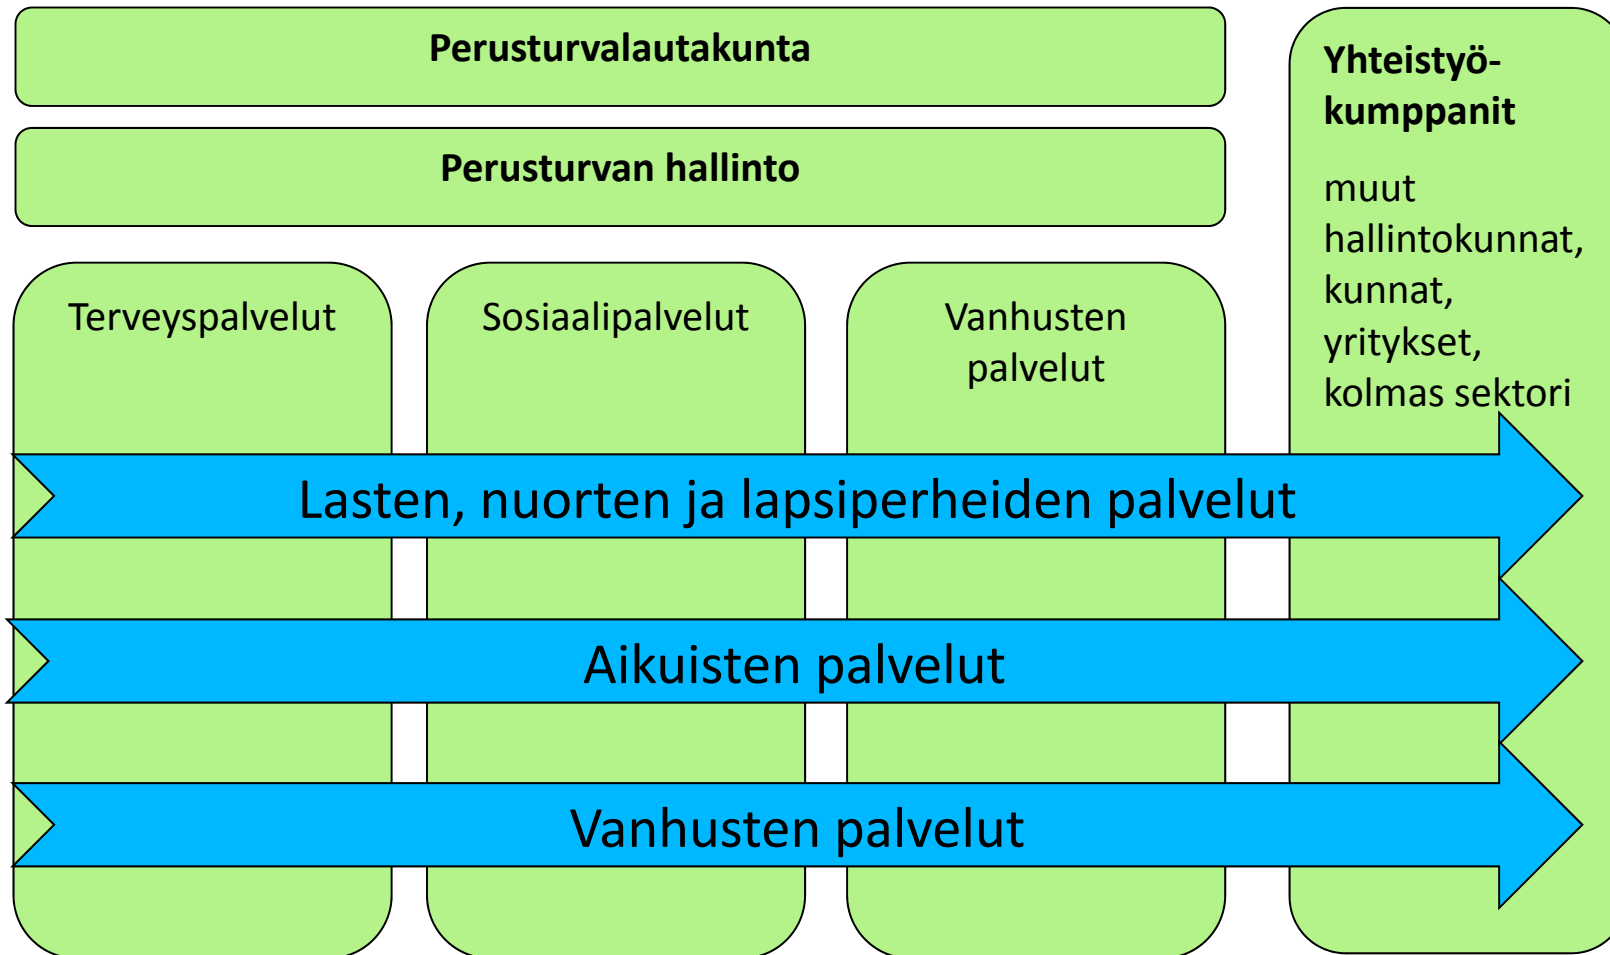 Perusturvalautakunta
Perusturvan hallinto
Yhteistyö-
kumppanit
muut
hallintokunnat,
kunnat,
yritykset,
kolmas sektori
Terveyspalvelut
Sosiaalipalvelut
Vanhusten
palvelut
Lasten, nuorten ja lapsiperheiden palvelut
Aikuisten palvelut
Vanhusten palvelut